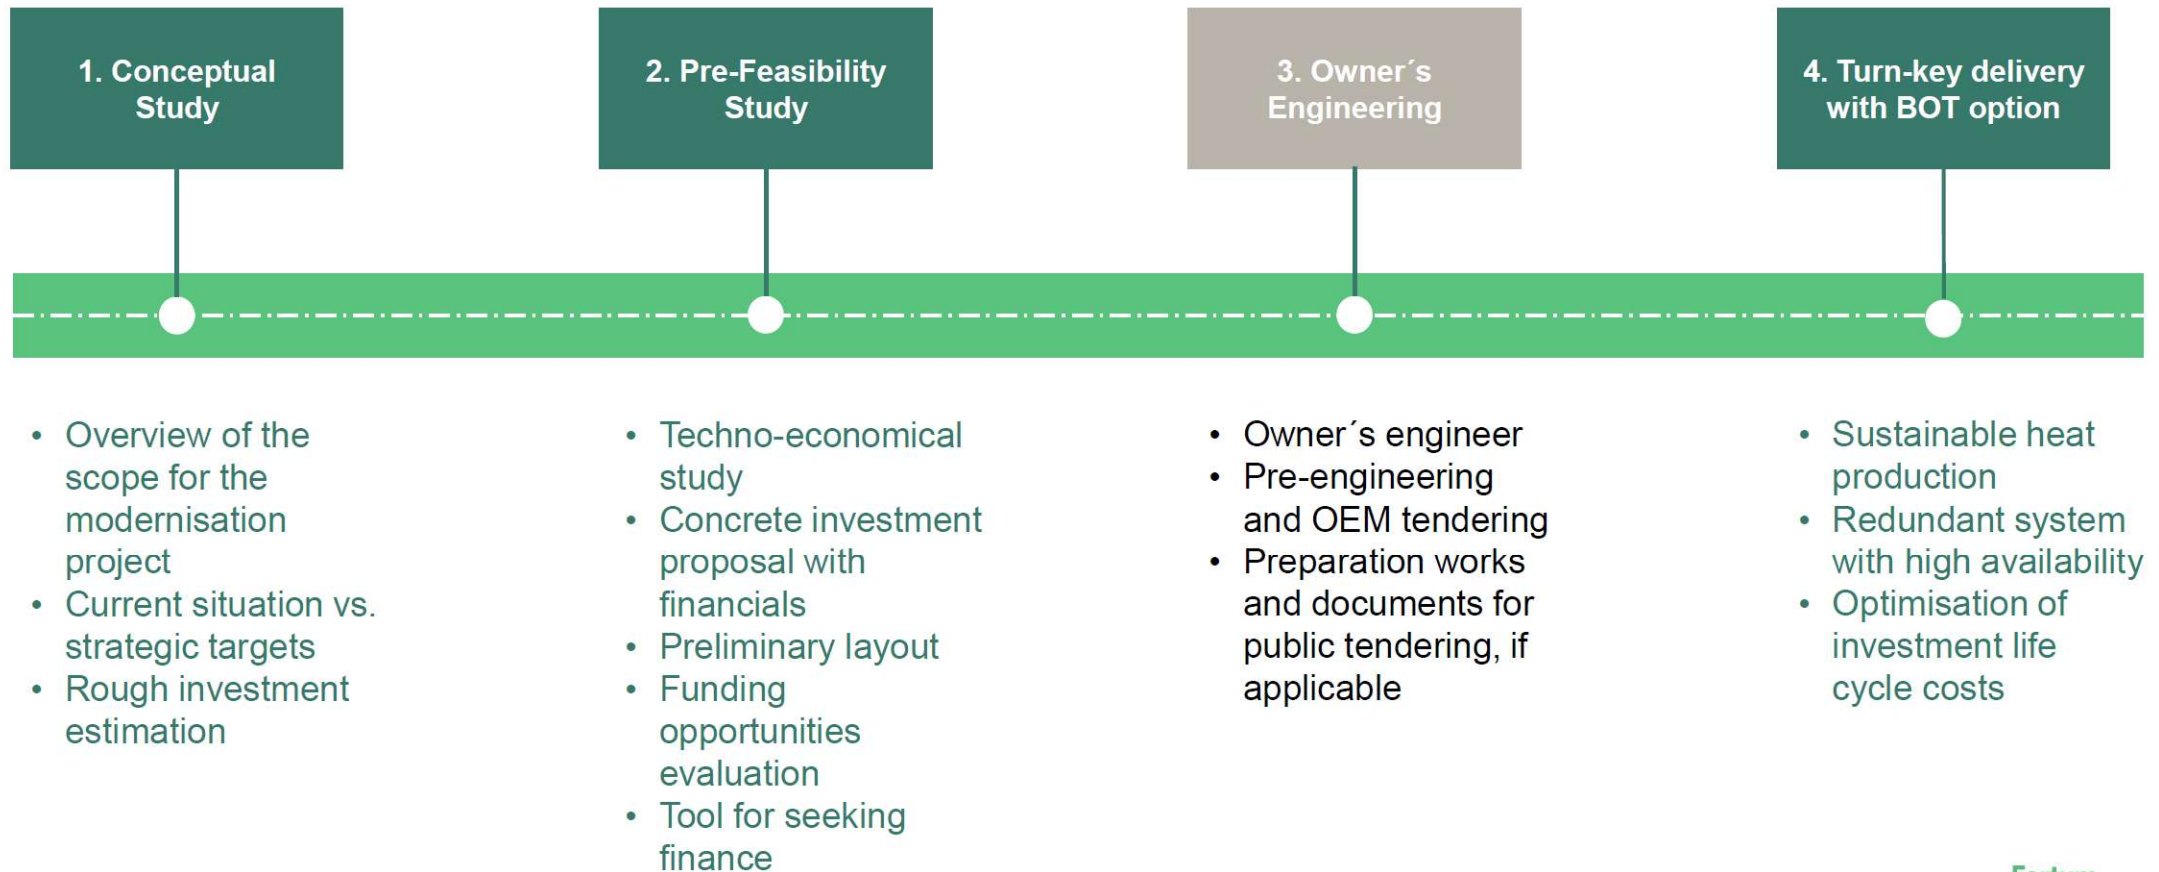 1. Conceptual
Study
2. Pre-Feasibility
Study
3. Owner´s
Engineering
4. Turn-key delivery
with BOT option
• Overview of the
scope for the
modernisation
project
• Current situation vs.
strategic targets
• Rough investment
estimation
• Techno-economical
study
• Concrete investment
proposal with
financials
• Preliminary layout
• Funding
opportunities
evaluation
• Tool for seeking
finance
• Owner´s engineer
• Pre-engineering
and OEM tendering
• Preparation works
and documents for
public tendering, if
applicable
• Sustainable heat
production
• Redundant system
with high availability
• Optimisation of
investment life
cycle costs